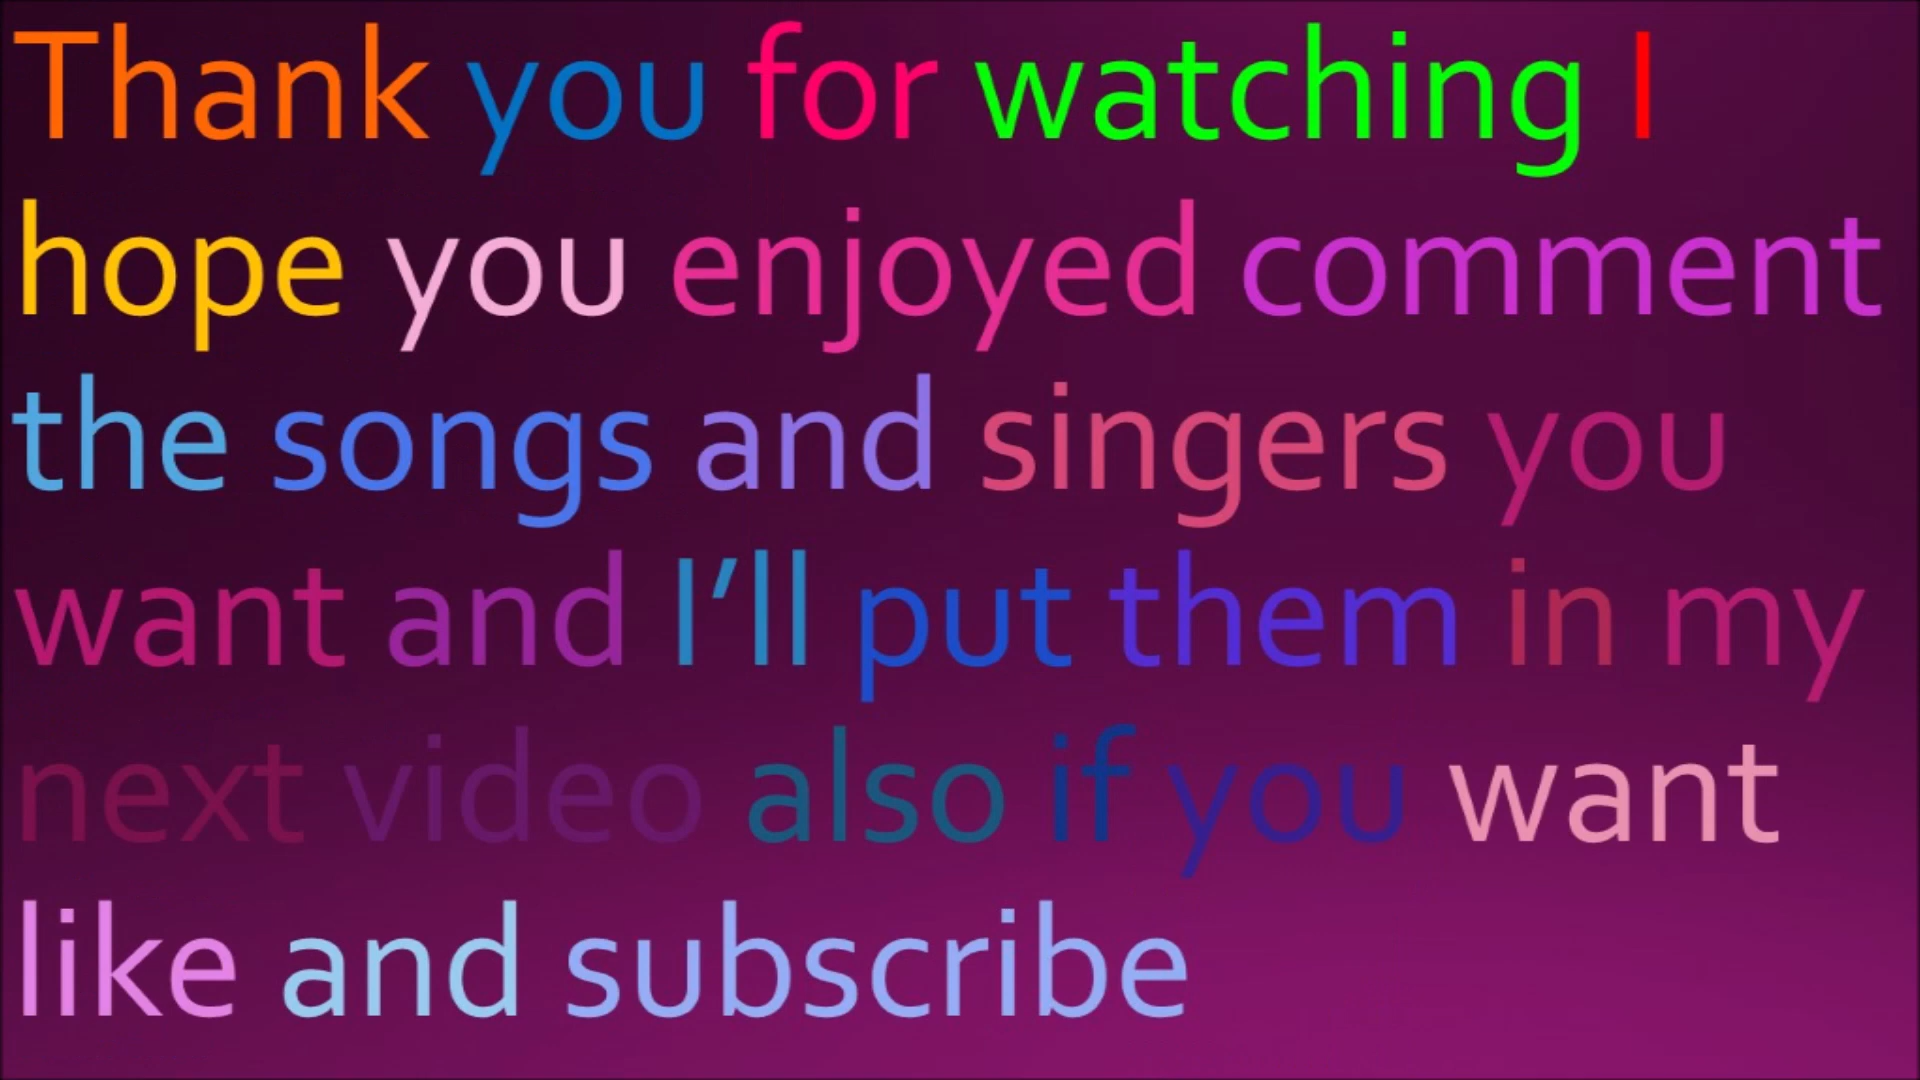 Thank you for watching I
hope you enjoyed comment
the songs and singers you
want and I’ll put them in my
next video also if you want
like and subscribe